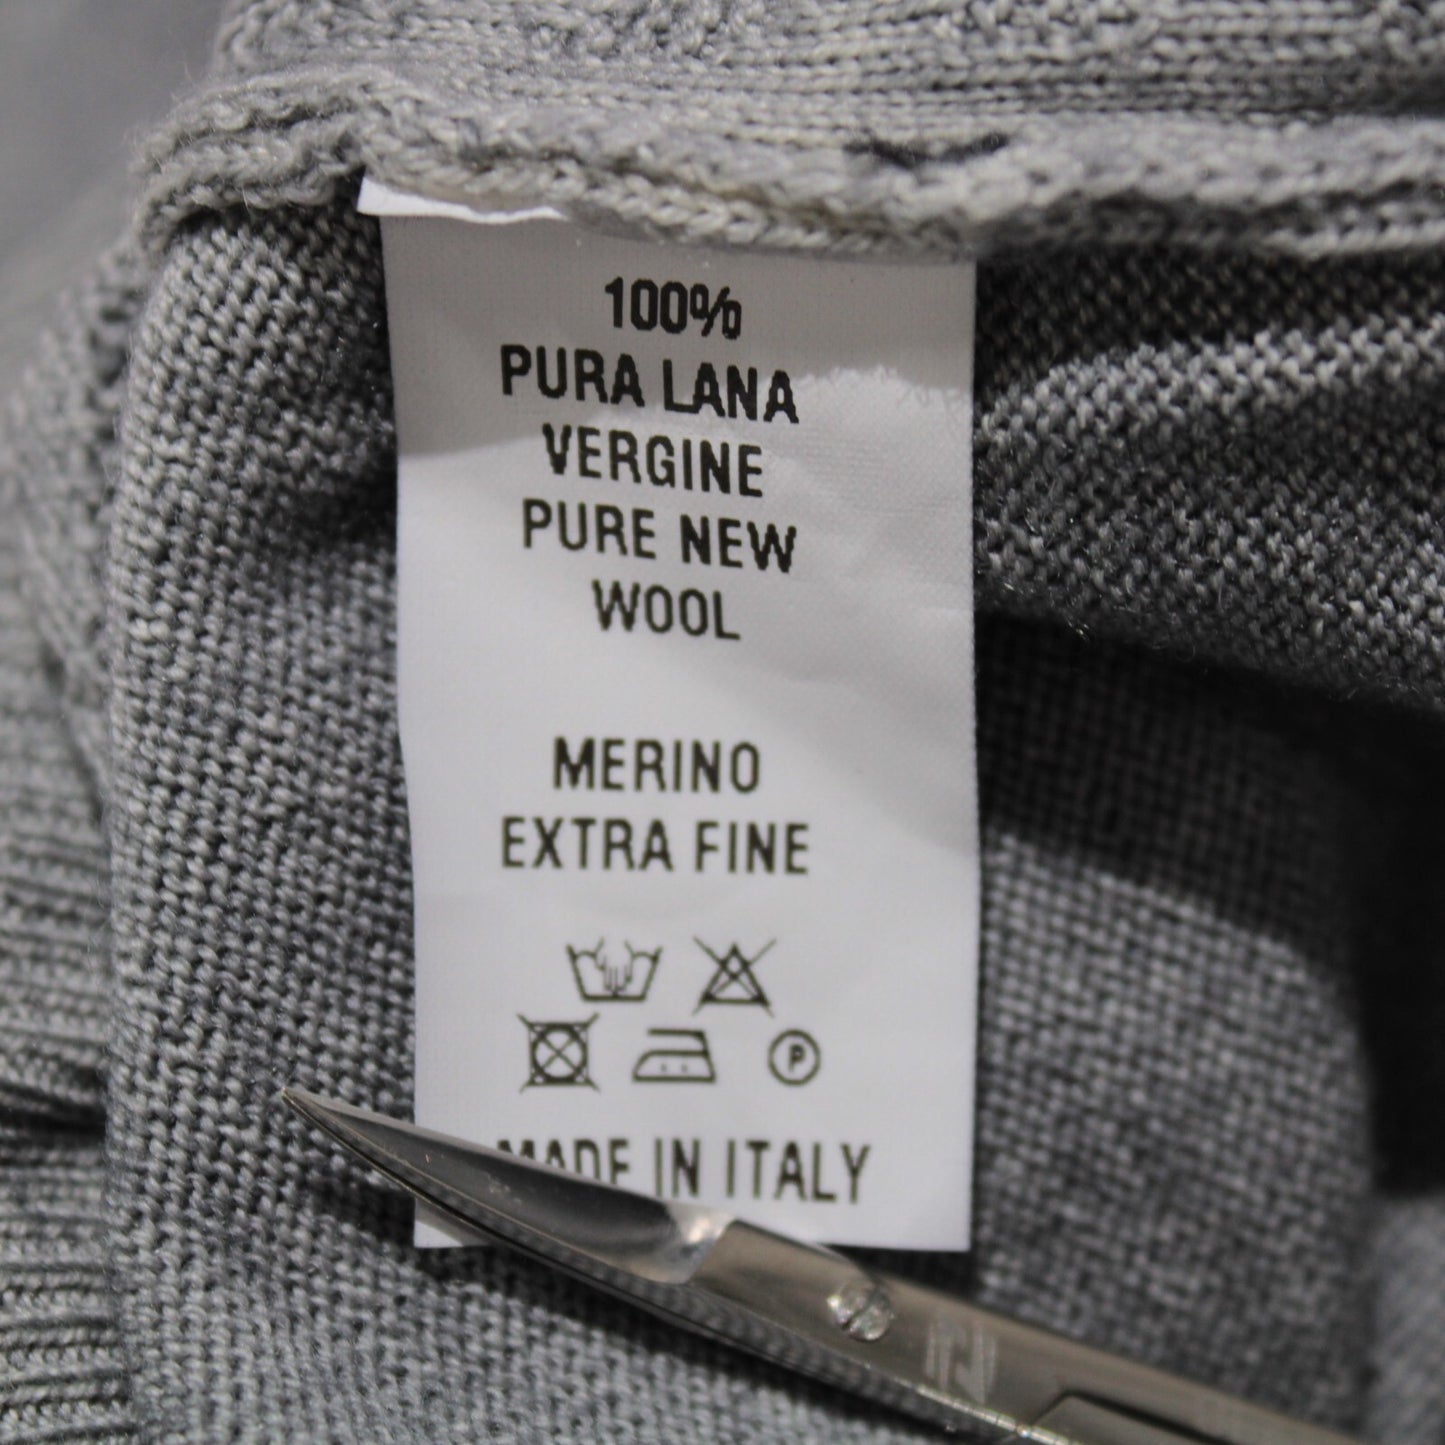 100%
PURA LANA
VERGINE
PURE NEW
WOOL
MERINO
EXTRA FINE
P
MADE IN ITALY